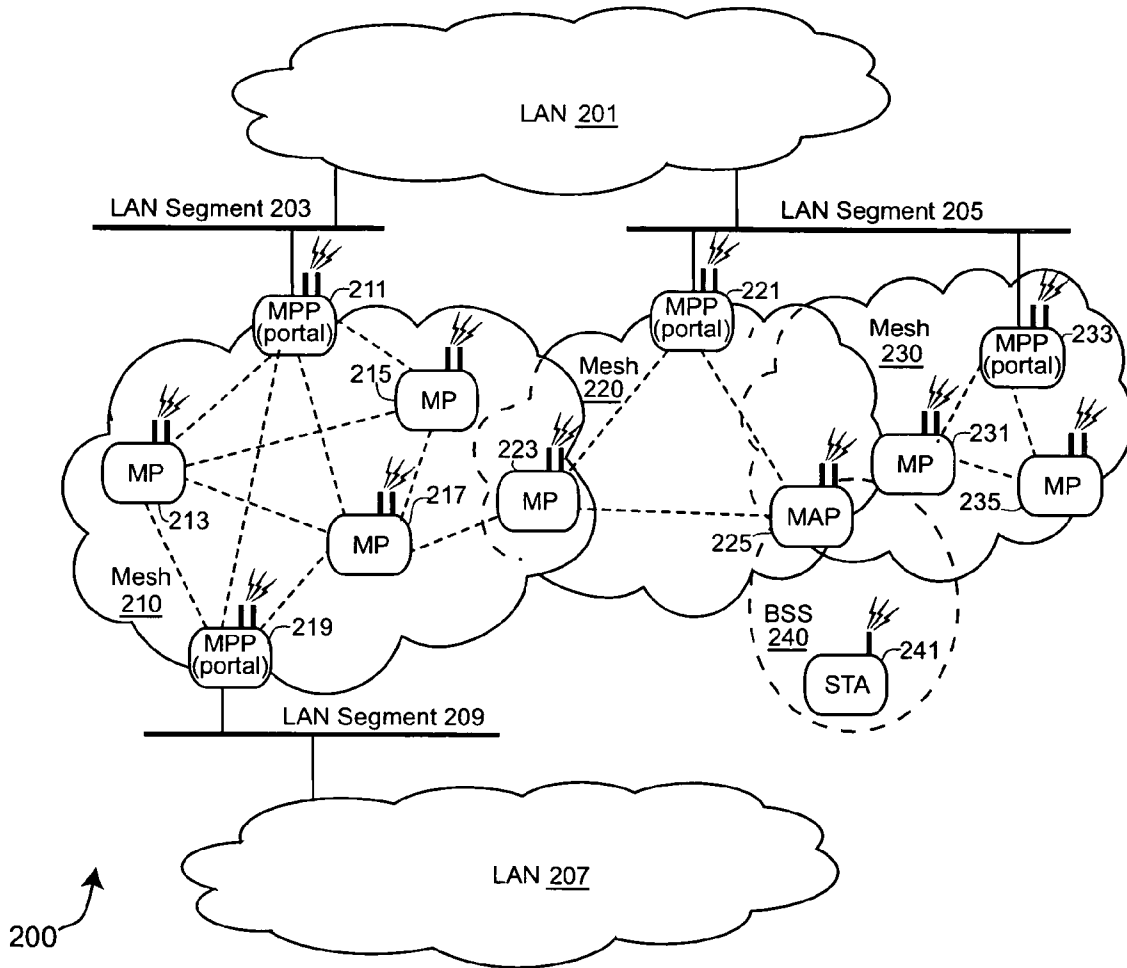 LAN 201
LAN Segment 203
LAN Segment 205
MPP
(portal)
211
MPP
(portal)
221
Mesh
230
MPP
(portal)
233
215
MP
Mesh
220
MP
213
MP
217
223
MP
MP
231
235
MP
MAP
225
Mesh
210
MPP
(portal)
219
BSS
240
STA
241
LAN Segment 209
LAN 207
200